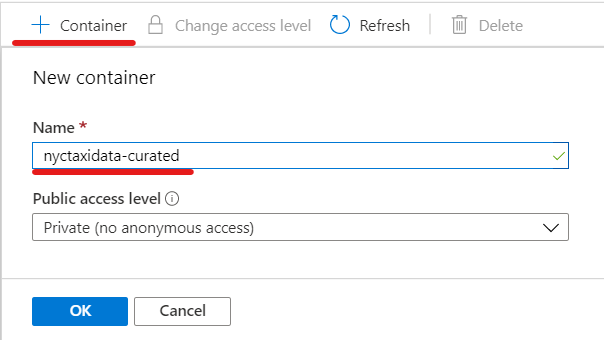 + Container Change access level Refresh Delete
New container
Name *
nyctaxidata-curated
Public access level
Private (no anonymous access)
OK Cancel